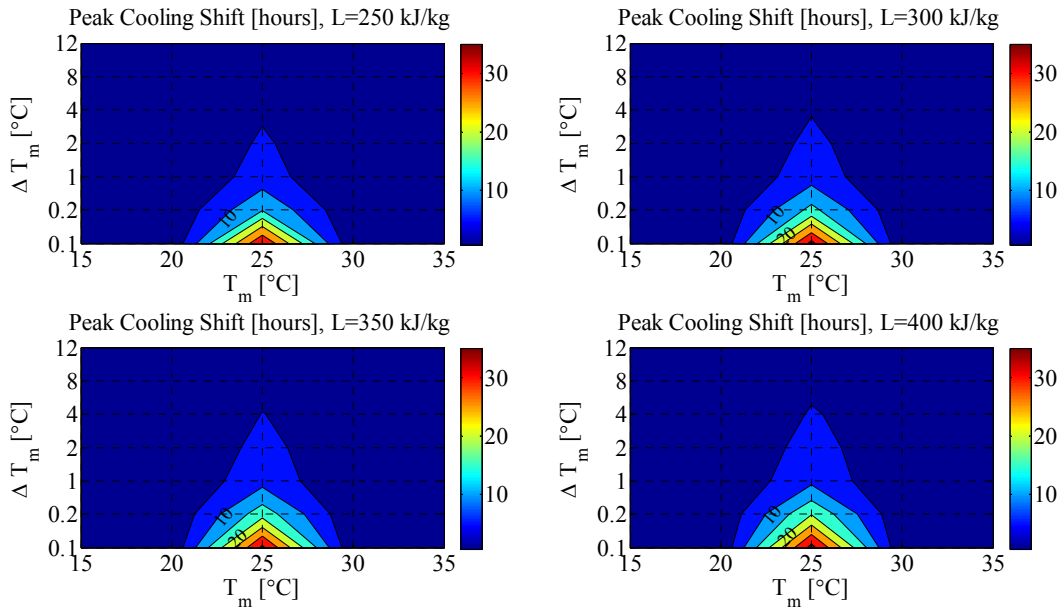 Peak Cooling Shift [hours], L=250 kJ/kg
12
8
4
2
1
0.2
0.1
Δ T_m [°C]
10
15 20 25 30 35
T_m [°C]
30
20
10
Peak Cooling Shift [hours], L=300 kJ/kg
12
8
4
2
1
0.2
0.1
Δ T_m [°C]
10
20
15 20 25 30 35
T_m [°C]
30
20
10
Peak Cooling Shift [hours], L=350 kJ/kg
12
8
4
2
1
0.2
0.1
Δ T_m [°C]
10
20
15 20 25 30 35
T_m [°C]
30
20
10
Peak Cooling Shift [hours], L=400 kJ/kg
12
8
4
2
1
0.2
0.1
Δ T_m [°C]
10
20
15 20 25 30 35
T_m [°C]
30
20
10